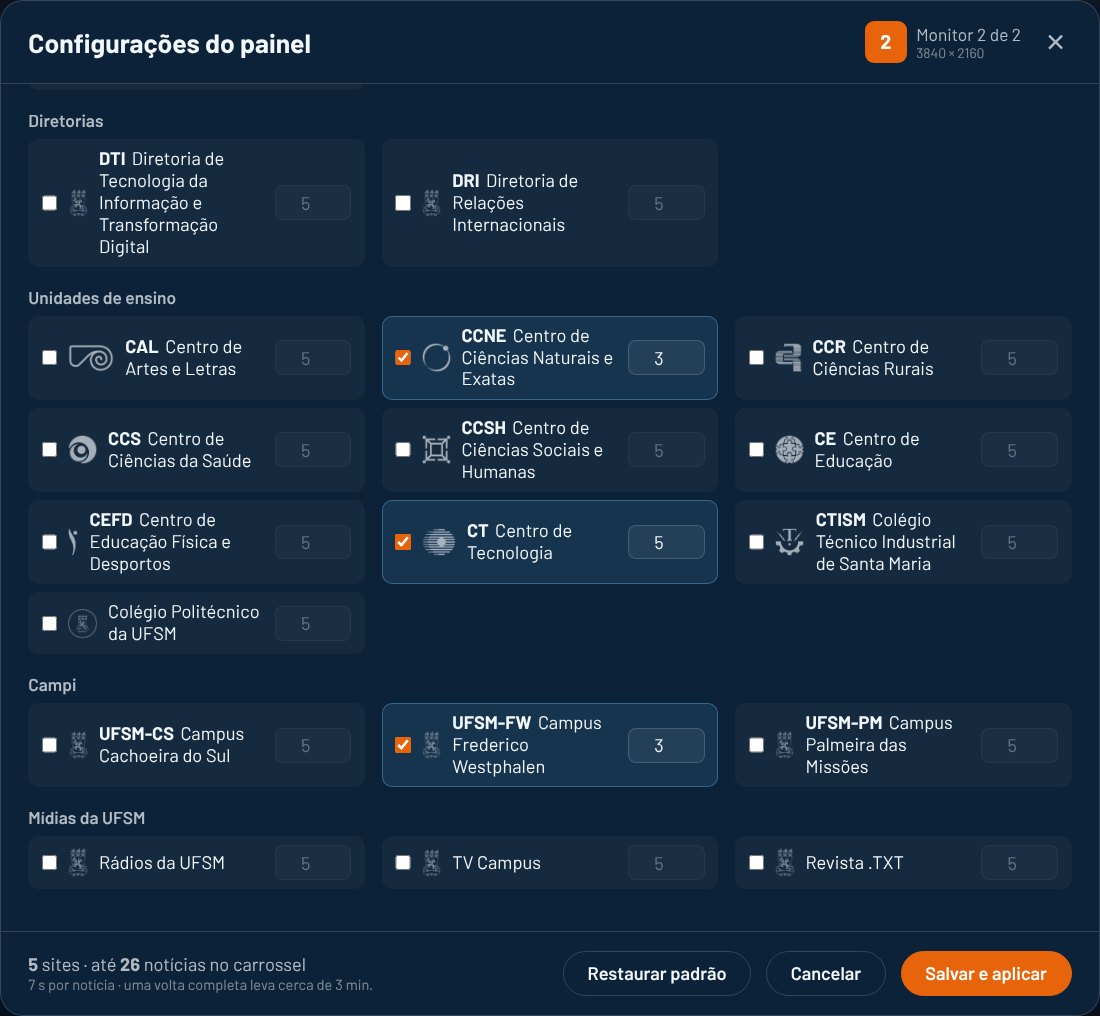 Configurações do painel
2
Monitor 2 de 2
3840 × 2160
Diretorias
DTI Diretoria de
Tecnologia da
Informação e
Transformação
Digital
5
DRI Diretoria de
Relações
Internacionais
5
Unidades de ensino
CAL Centro de
Artes e Letras
5
CCNE Centro de
Ciências Naturais e
Exatas
3
CCR Centro de
Ciências Rurais
5
CCS Centro de
Ciências da Saúde
5
CCSH Centro de
Ciências Sociais e
Humanas
5
CE Centro de
Educação
5
CEFD Centro de
Educação Física e
Desportos
5
CT Centro de
Tecnologia
5
CTISM Colégio
Técnico Industrial
de Santa Maria
5
Colégio Politécnico
da UFSM
5
Campi
UFSM-CS Campus
Cachoeira do Sul
5
UFSM-FW Campus
Frederico
Westphalen
3
UFSM-PM Campus
Palmeira das
Missões
5
Mídias da UFSM
Rádios da UFSM
5
TV Campus
5
Revista .TXT
5
5 sites · até 26 notícias no carrossel
7 s por notícia · uma volta completa leva cerca de 3 min.
Restaurar padrão
Cancelar
Salvar e aplicar